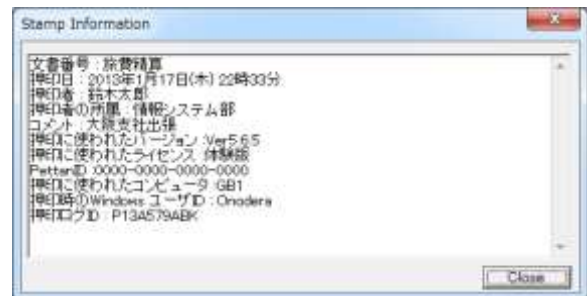 Stamp Information
文書番号 : 旅費精算
押印日 : 2013年1月17日(木) 22時33分
押印者 : 鈴木太郎
押印者の所属 : 情報システム部
コメント : 大阪支社出張
押印に使われたバージョン :Ver5.6.5
押印に使われたライセンス :体験版
PettanID :0000-0000-0000-0000
押印に使われたコンピュータ :GB1
押印時のWindows ユーザID : Onodera
押印ログID : P13A579ABK
Close